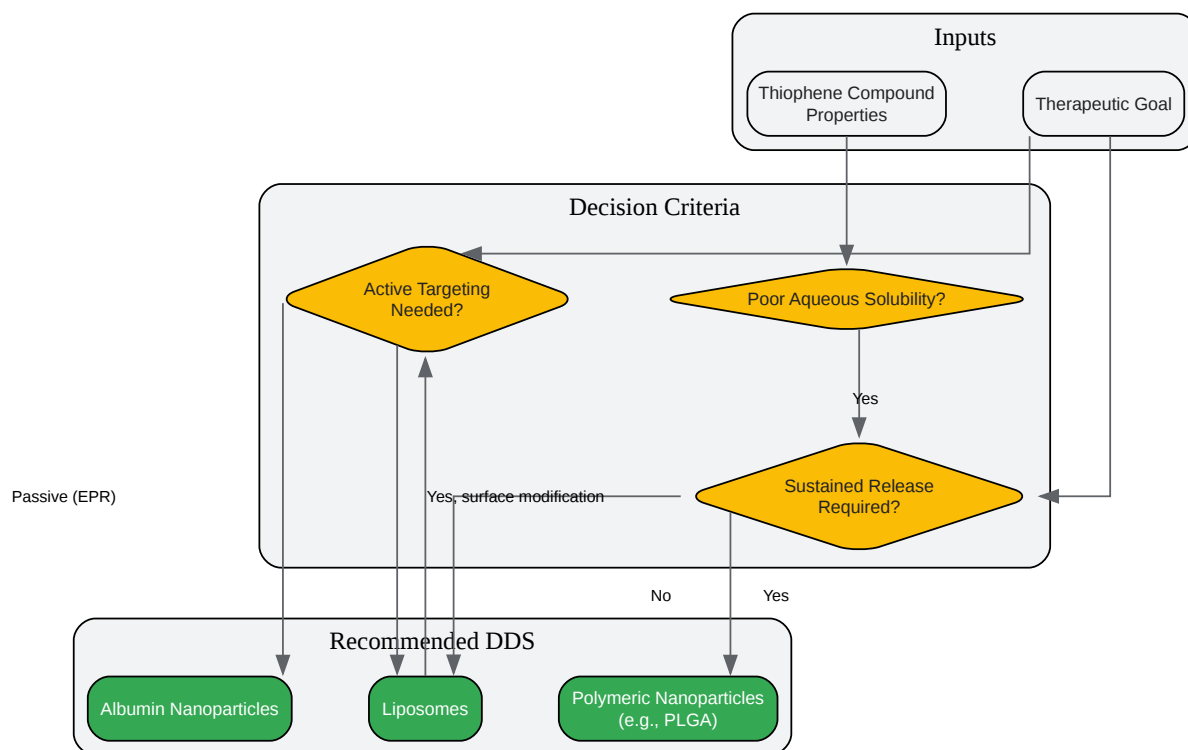 Inputs
Thiophene Compound
Properties
Therapeutic Goal
Decision Criteria
Active Targeting
Needed?
Poor Aqueous Solubility?
Yes
Sustained Release
Required?
Passive (EPR)
Yes, surface modification
No
Yes
Recommended DDS
Albumin Nanoparticles
Liposomes
Polymeric Nanoparticles
(e.g., PLGA)